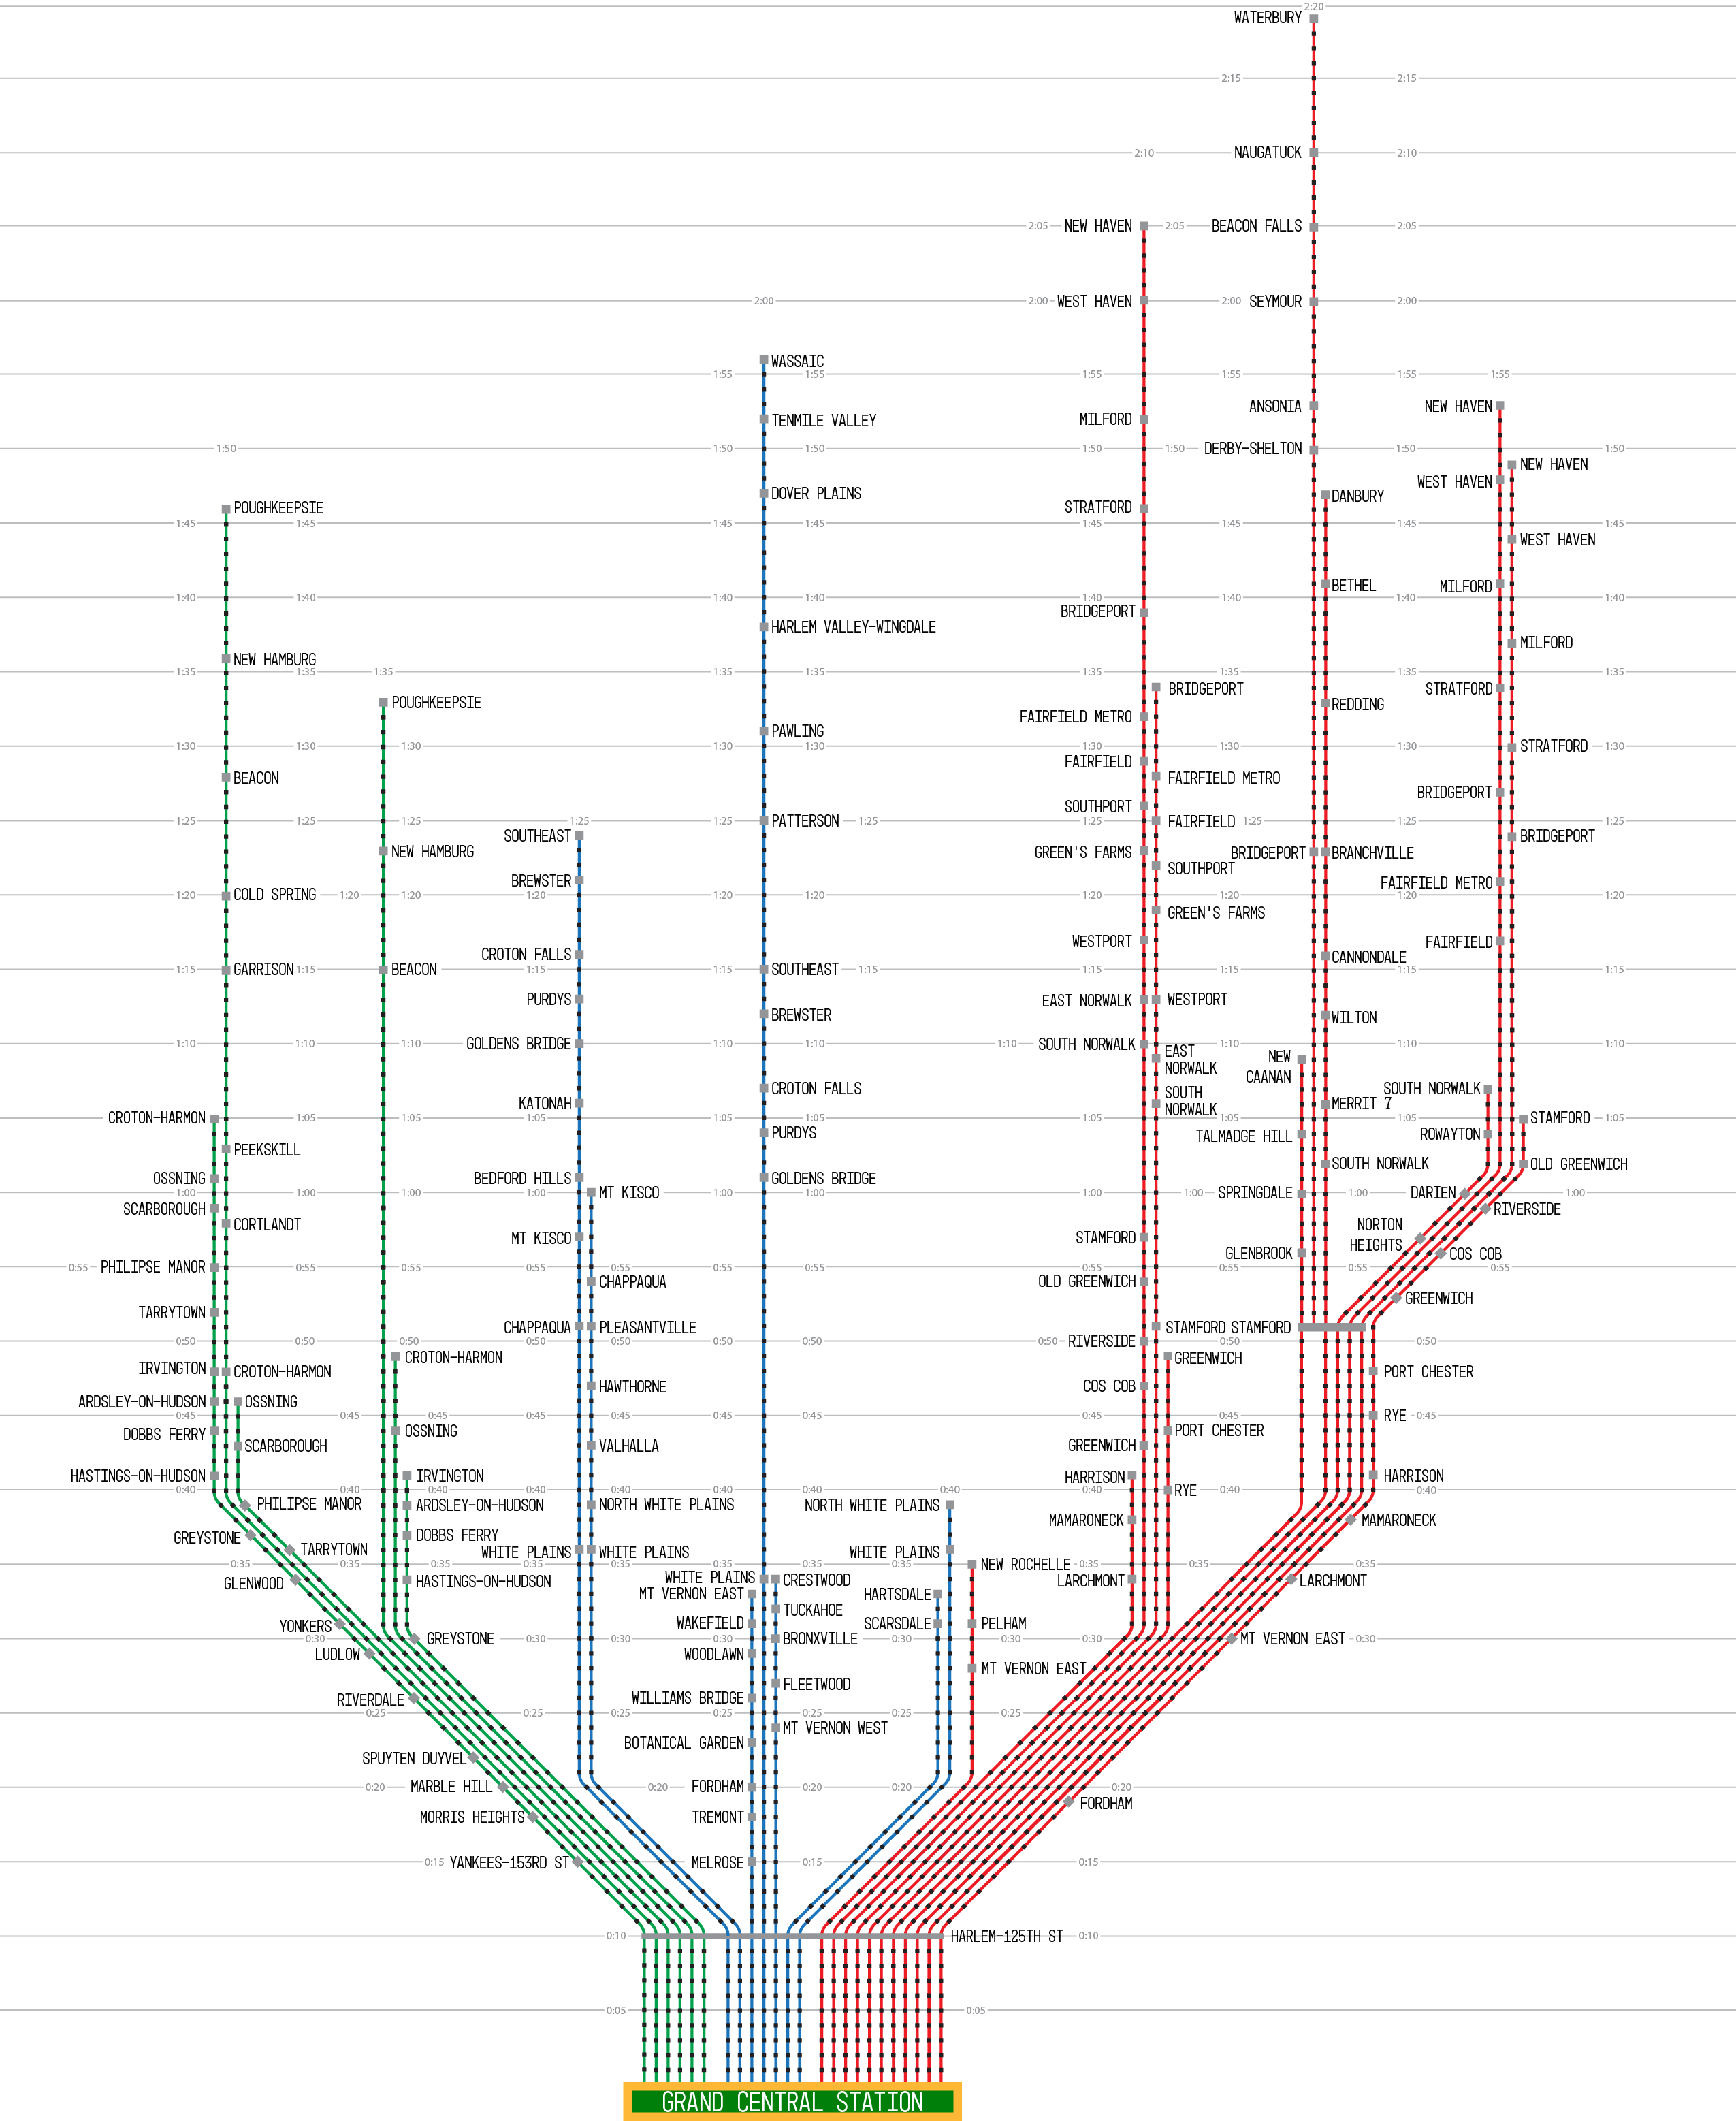 2:20
WATERBURY
2:15 2:15
2:10 NAUGATUCK 2:10
2:05 NEW HAVEN 2:05 BEACON FALLS 2:05
2:00 2:00 WEST HAVEN 2:00 SEYMOUR 2:00
WASSAIC
1:55 1:55 1:55 1:55 1:55 1:55
ANSONIA NEW HAVEN
TENMILE VALLEY MILFORD
1:50 1:50 1:50 1:50 1:50 DERBY-SHELTON 1:50 1:50
NEW HAVEN
WEST HAVEN
DOVER PLAINS DANBURY
POUGHKEEPSIE STRATFORD
1:45 1:45 1:45 1:45 1:45 1:45 1:45 1:45
WEST HAVEN
BETHEL MILFORD
1:40 1:40 1:40 1:40 1:40 1:40 1:40 1:40
BRIDGEPORT
HARLEM VALLEY-WINGDALE
MILFORD
NEW HAMBURG
1:35 1:35 1:35 1:35 1:35 1:35 1:35 1:35
BRIDGEPORT STRATFORD
POUGHKEEPSIE REDDING
FAIRFIELD METRO
PAWLING
1:30 1:30 1:30 1:30 1:30 1:30 1:30 1:30 STRATFORD 1:30
FAIRFIELD
BEACON FAIRFIELD METRO
BRIDGEPORT
SOUTHPORT
1:25 1:25 1:25 1:25 1:25 PATTERSON 1:25 1:25 FAIRFIELD 1:25 1:25 1:25
SOUTHEAST BRIDGEPORT
NEW HAMBURG GREEN'S FARMS BRIDGEPORT BRANCHVILLE
SOUTHPORT
BREWSTER FAIRFIELD METRO
1:20 COLD SPRING 1:20 1:20 1:20 1:20 1:20 1:20 1:20 1:20 1:20
GREEN'S FARMS
WESTPORT FAIRFIELD
CROTON FALLS CANNONDALE
1:15 GARRISON 1:15 BEACON 1:15 1:15 SOUTHEAST 1:15 1:15 1:15 1:15 1:15
PURDYS EAST NORWALK WESTPORT
BREWSTER WILTON
1:10 1:10 1:10 GOLDENS BRIDGE 1:10 1:10 1:10 SOUTH NORWALK 1:10 1:10 1:10
EAST
NORWALK
NEW
CAANAN
CROTON FALLS SOUTH NORWALK
KATONAH
SOUTH
NORWALK
MERRIT 7
CROTON-HARMON 1:05 1:05 1:05 1:05 1:05 1:05 1:05 1:05 STAMFORD 1:05
PURDYS TALMADGE HILL ROWAYTON
PEEKSKILL
SOUTH NORWALK OLD GREENWICH
OSSNING BEDFORD HILLS GOLDENS BRIDGE
1:00 1:00 1:00 1:00 MT KISCO 1:00 1:00 1:00 1:00 SPRINGDALE 1:00 DARIEN 1:00
SCARBOROUGH RIVERSIDE
CORTLANDT
NORTON
HEIGHTS
MT KISCO STAMFORD
GLENBROOK COS COB
0:55 PHILIPSE MANOR 0:55 0:55 0:55 0:55 0:55 0:55 0:55 0:55 0:55 0:55
CHAPPAQUA OLD GREENWICH
GREENWICH
TARRYTOWN
CHAPPAQUA PLEASANTVILLE STAMFORD STAMFORD
0:50 0:50 0:50 0:50 0:50 0:50 0:50 0:50 RIVERSIDE 0:50 0:50
CROTON-HARMON GREENWICH
IRVINGTON CROTON-HARMON PORT CHESTER
HAWTHORNE COS COB
ARDSLEY-ON-HUDSON OSSNING
0:45 0:45 0:45 0:45 0:45 0:45 0:45 0:45 0:45 RYE 0:45
DOBBS FERRY OSSNING PORT CHESTER
SCARBOROUGH VALHALLA GREENWICH
HASTINGS-ON-HUDSON IRVINGTON HARRISON HARRISON
0:40 0:40 0:40 0:40 0:40 0:40 0:40 0:40 0:40 RYE 0:40 0:40
PHILIPSE MANOR ARDSLEY-ON-HUDSON NORTH WHITE PLAINS NORTH WHITE PLAINS
MAMARONECK MAMARONECK
GREYSTONE DOBBS FERRY
TARRYTOWN WHITE PLAINS WHITE PLAINS WHITE PLAINS
0:35 0:35 0:35 0:35 0:35 0:35 0:35 0:35 NEW ROCHELLE 0:35 0:35 0:35
GLENWOOD HASTINGS-ON-HUDSON WHITE PLAINS CRESTWOOD LARCHMONT LARCHMONT
MT VERNON EAST HARTSDALE
TUCKAHOE
YONKERS WAKEFIELD SCARSDALE PELHAM
0:30 GREYSTONE 0:30 0:30 BRONXVILLE 0:30 0:30 0:30 MT VERNON EAST 0:30
LUDLOW WOODLAWN
MT VERNON EAST
FLEETWOOD
RIVERDALE WILLIAMS BRIDGE
0:25 0:25 0:25 0:25 0:25 0:25 0:25
MT VERNON WEST
BOTANICAL GARDEN
SPUYTEN DUYVEL
0:20 MARBLE HILL 0:20 FORDHAM 0:20 0:20 0:20
FORDHAM
MORRIS HEIGHTS TREMONT
0:15 YANKEES-153RD ST MELROSE 0:15 0:15
0:10 HARLEM-125TH ST 0:10
0:05 0:05
GRAND CENTRAL STATION